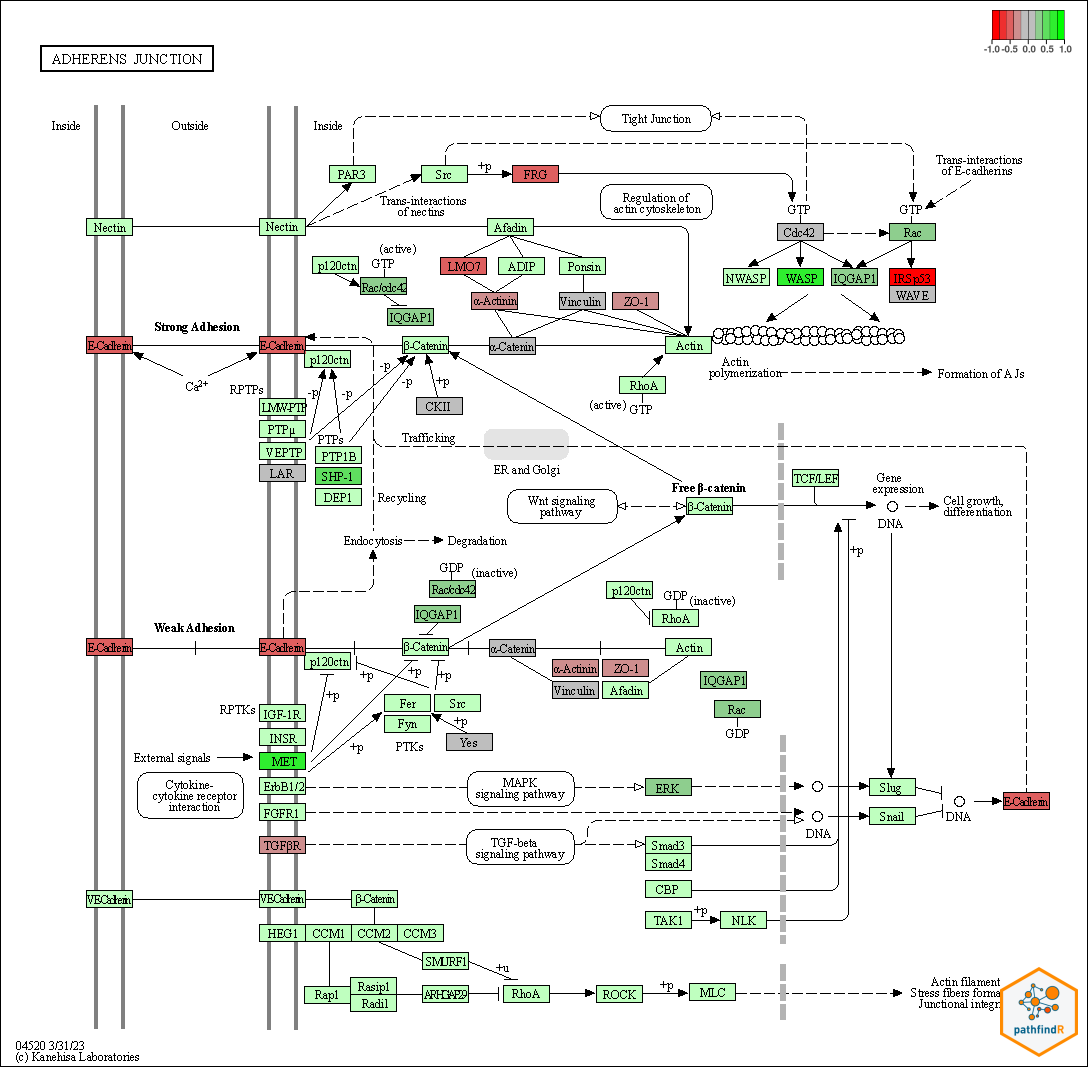 -1.0 -0.5 0.0 0.5 1.0
ADHERENS JUNCTION
Inside
Outside
Inside
Tight Junction
PAR3
Src
+p
FRG
Trans-interactions
of E-cadherins
Trans-interactions
of nectins
Regulation of
actin cytoskeleton
GTP
GTP
Nectin
Nectin
Afadin
Cdc42
Rac
(active)
GTP
p120ctn
Rac/cdc42
IQGAP1
LMO7
ADIP
Ponsin
α-Actinin
Vinculin
ZO-1
NWASP
WASP
IQGAP1
IRSp53
WAVE
Strong Adhesion
E-Cadherin
E-Cadherin
p120ctn
β-Catenin
α-Catenin
Actin
Actin
polymerization
Formation of AJs
Ca2+
RPTPs
-p
-p
-p
-p
+p
CKII
RhoA
(active)
GTP
LMW-PTP
PTPμ
VEPTP
LAR
PTPs
PTP1B
SHP-1
DEP1
Trafficking
ER and Golgi
Recycling
Free β-catenin
β-Catenin
Wnt signaling
pathway
TCF/LEF
Gene
expression
DNA
Cell growth,
differentiation
+p
Endocytosis
Degradation
GDP
(inactive)
Rac/cdc42
IQGAP1
p120ctn
GDP
(inactive)
RhoA
Weak Adhesion
E-Cadherin
E-Cadherin
p120ctn
β-Catenin
α-Catenin
Actin
+p
+p
+p
+p
α-Actinin
ZO-1
Vinculin
Afadin
IQGAP1
Rac
GDP
RPTKs
IGF-1R
INSR
MET
ErbB1/2
FGFR1
TGFβR
Fer
Src
Fyn
+p
Yes
PTKs
+p
External signals
Cytokine-
cytokine receptor
interaction
MAPK
signaling pathway
ERK
TGF-beta
signaling pathway
DNA
Slug
Snail
DNA
E-Cadherin
Smad3
Smad4
CBP
TAK1
+p
NLK
VECadherin
VECadherin
β-Catenin
HEG1
CCM1
CCM2
CCM3
SMURF1
+u
Rap1
Rasip1
Radil
ARHGAP29
RhoA
ROCK
+p
MLC
Actin filament
Stress fibers forma
Junctional integri
pathfindR
04520 3/31/23
(c) Kanehisa Laboratories